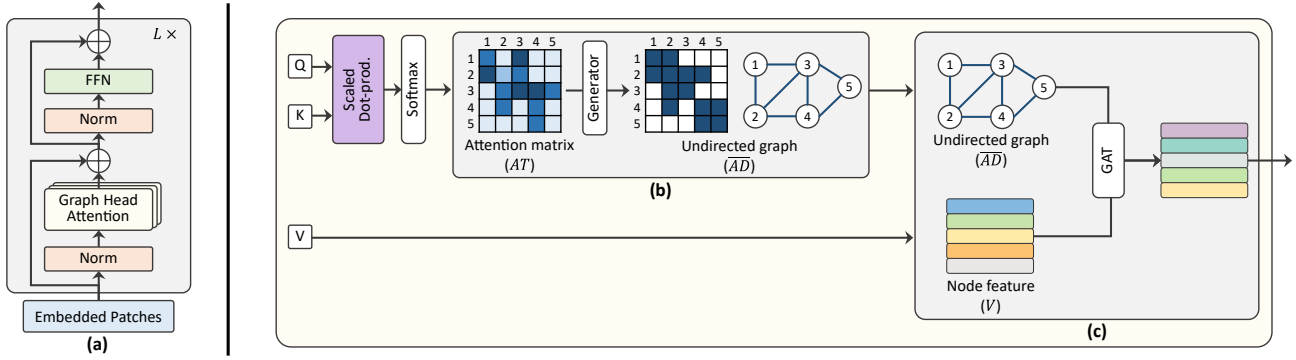 L ×
FFN
Norm
Graph Head
Attention
Norm
Embedded Patches
(a)
Q
K
V
Scaled
Dot-prod.
Softmax
1 2 3 4 5
1
2
3
4
5
Attention matrix
(AT)
Generator
1 2 3 4 5
1
2
3
4
5
1
3
5
2
4
Undirected graph
(A̅D̅)
(b)
1
3
5
2
4
Undirected graph
(A̅D̅)
GAT
Node feature
(V)
(c)